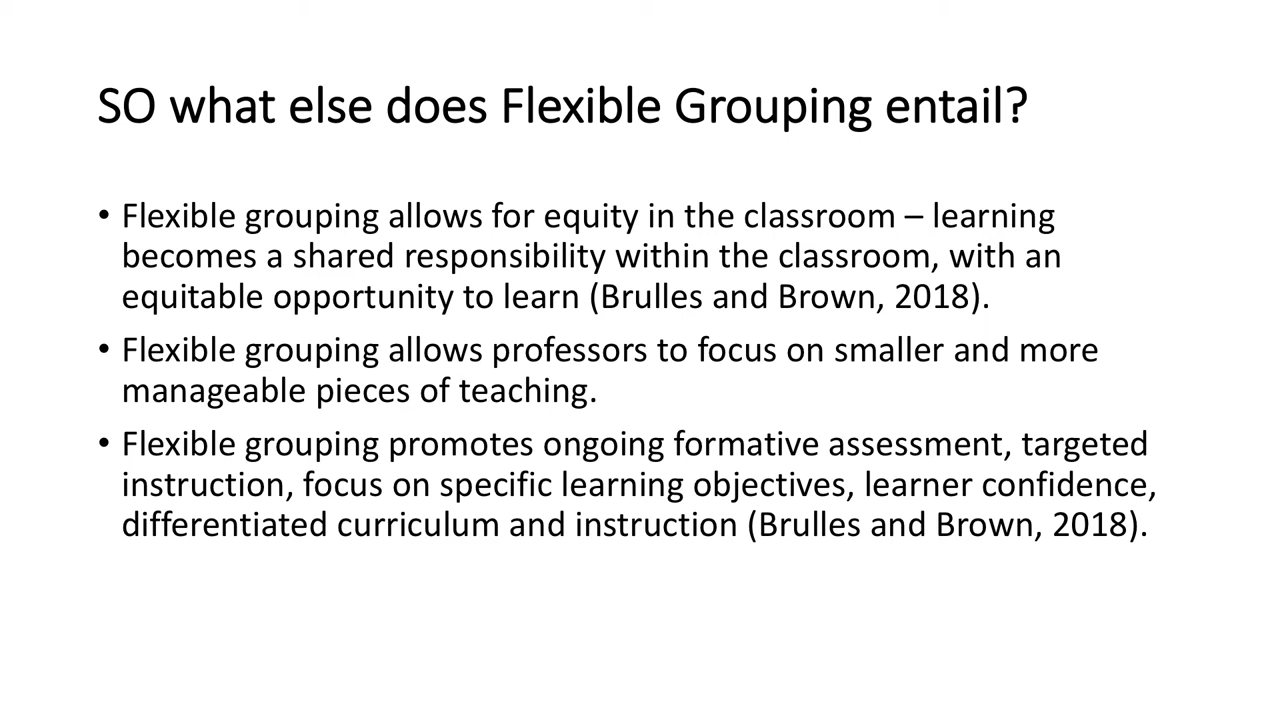 SO what else does Flexible Grouping entail?
• Flexible grouping allows for equity in the classroom – learning
becomes a shared responsibility within the classroom, with an
equitable opportunity to learn (Brulles and Brown, 2018).
• Flexible grouping allows professors to focus on smaller and more
manageable pieces of teaching.
• Flexible grouping promotes ongoing formative assessment, targeted
instruction, focus on specific learning objectives, learner confidence,
differentiated curriculum and instruction (Brulles and Brown, 2018).